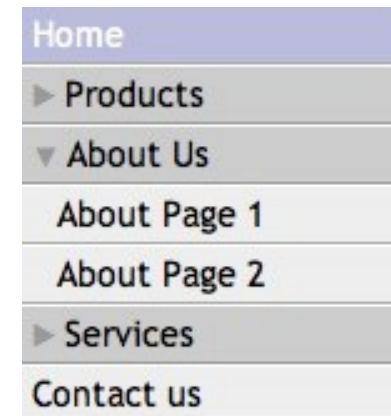 Home
Products
About Us
About Page 1
About Page 2
Services
Contact us